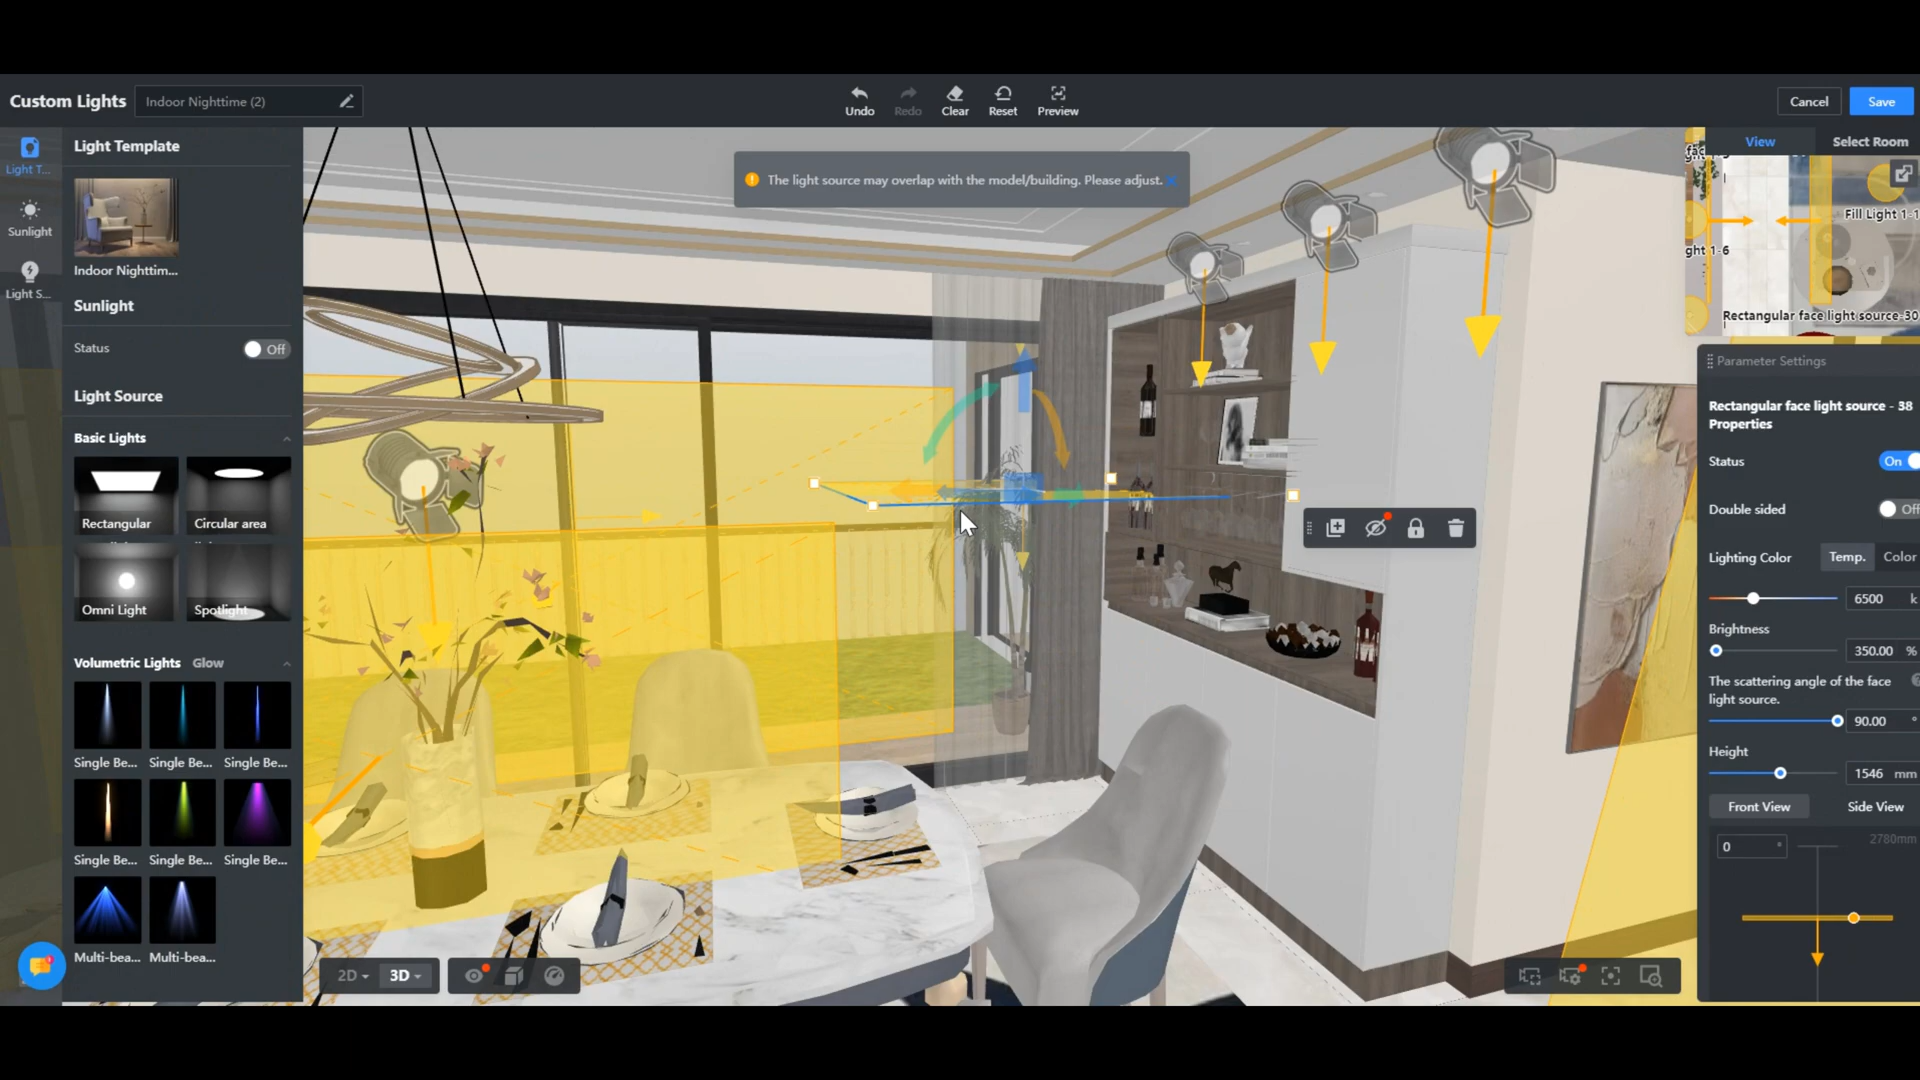 Custom Lights
Indoor Nighttime (2)
Undo
Redo
Clear
Reset
Preview
Cancel
Save
Light T...
Sunlight
Light S...
Light Template
Indoor Nighttim...
Sunlight
Status
Off
Light Source
Basic Lights
Rectangular
Circular area
Omni Light
Spotlight
Volumetric Lights
Glow
Single Be...
Single Be...
Single Be...
Single Be...
Single Be...
Single Be...
Multi-bea...
Multi-bea...
The light source may overlap with the model/building. Please adjust.
2D
3D
View
Select Room
Fill Light 1-1
ght 1-6
Rectangular face light source-30
Parameter Settings
Rectangular face light source - 38
Properties
Status
On
Double sided
Off
Lighting Color
Temp.
Color
6500 k
Brightness
350.00 %
The scattering angle of the face
light source.
90.00 °
Height
1546 mm
Front View
Side View
2780mm
0 °